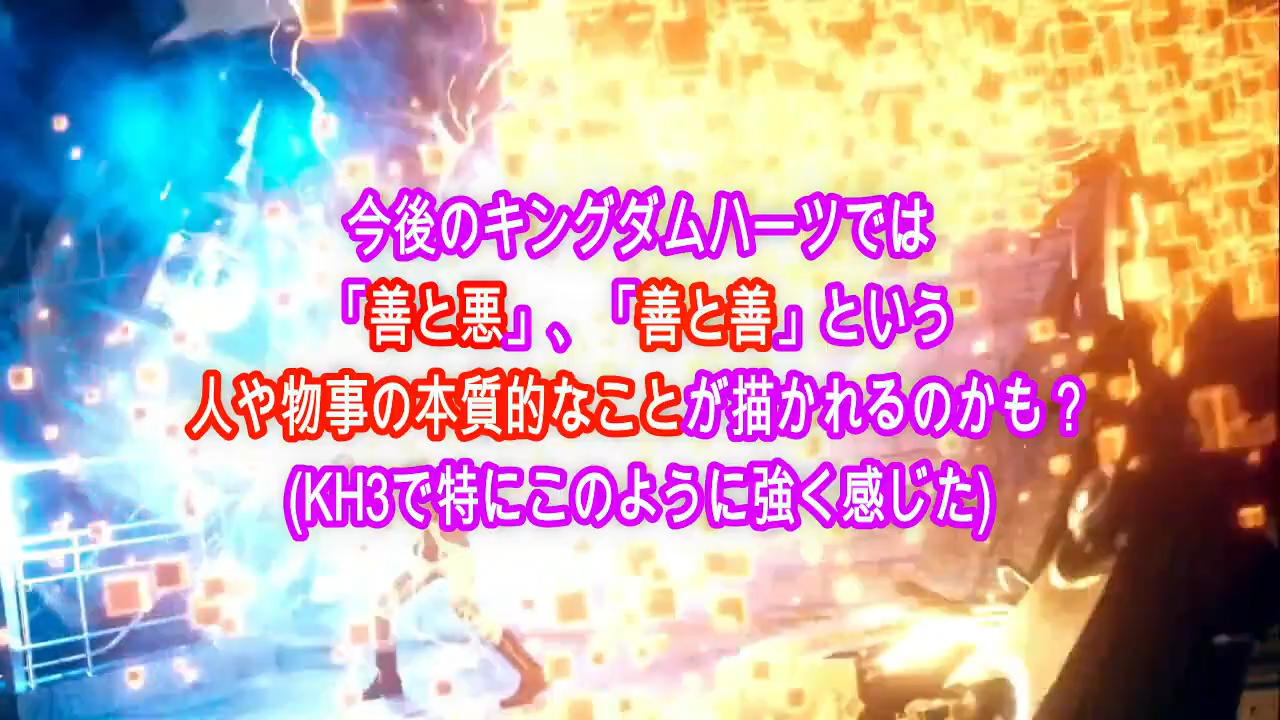 今後のキングダムハーツでは
「善と悪」、「善と善」という
人や物事の本質的なことが描かれるのかも？
(KH3で特にこのように強く感じた)